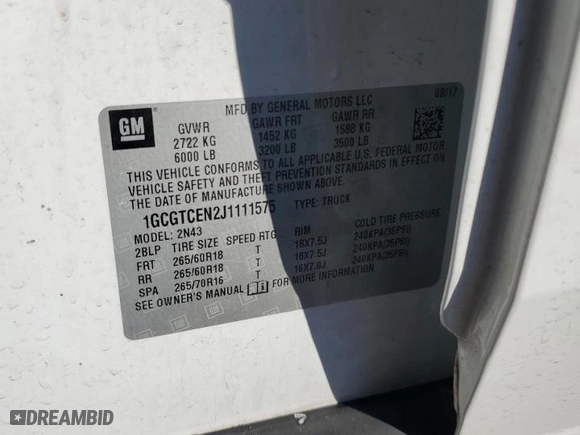 MFD BY GENERAL MOTORS LLC 08/17
GM GVWR GAWR FRT GAWR RR
2722 KG 1452 KG 1588 KG
6000 LB 3200 LB 3500 LB
THIS VEHICLE CONFORMS TO ALL APPLICABLE U.S. FEDERAL MOTOR
VEHICLE SAFETY AND THEFT PREVENTION STANDARDS IN EFFECT ON
THE DATE OF MANUFACTURE SHOWN ABOVE.
1GCGTCEN2J1111575 TYPE: TRUCK
MODEL: 2N43
2BLP TIRE SIZE SPEED RTG RIM COLD TIRE PRESSURE
FRT 265/60R18 T 18X7.5J 240KPA(35PSI)
RR 265/60R18 T 18X7.5J 240KPA(35PSI)
SPA 265/70R16 T 16X7.0J 240KPA(35PSI)
SEE OWNER'S MANUAL FOR MORE INFORMATION
DREAMBID